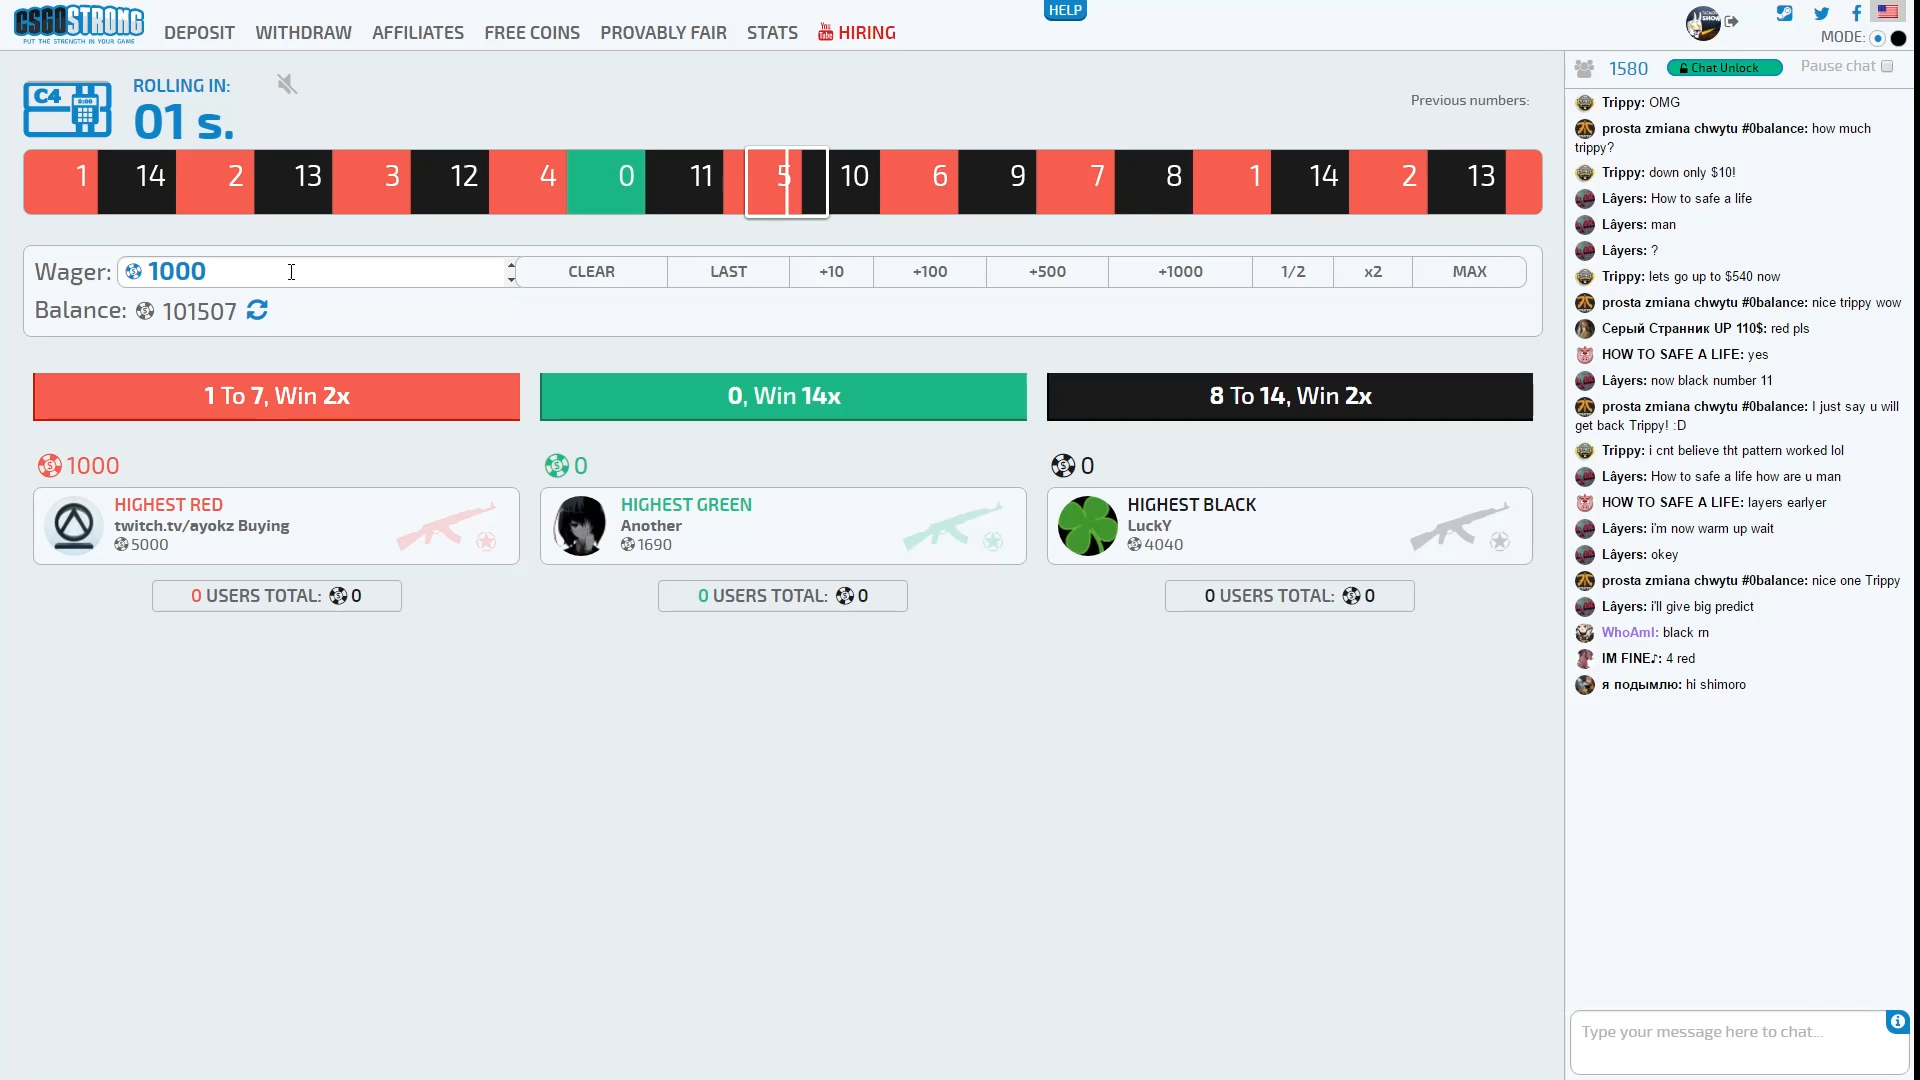 CSGOSTRONG
PUT THE STRENGTH IN YOUR GAME
DEPOSIT WITHDRAW AFFILIATES FREE COINS PROVABLY FAIR STATS You Tube HIRING
HELP
MODE:
C4 0:00
ROLLING IN:
01 s.
Previous numbers:
1 14 2 13 3 12 4 0 11 5 10 6 9 7 8 1 14 2 13
Wager: 1000 CLEAR LAST +10 +100 +500 +1000 1/2 x2 MAX
Balance: 101507
1 To 7, Win 2x
0, Win 14x
8 To 14, Win 2x
1000
0
0
HIGHEST RED
twitch.tv/ayokz Buying
5000
HIGHEST GREEN
Another
1690
HIGHEST BLACK
LuckY
4040
0 USERS TOTAL: 0
0 USERS TOTAL: 0
0 USERS TOTAL: 0
1580 Chat Unlock Pause chat
Trippy: OMG
prosta zmiana chwytu #0balance: how much
trippy?
Trippy: down only $10!
Lâyers: How to safe a life
Lâyers: man
Lâyers: ?
Trippy: lets go up to $540 now
prosta zmiana chwytu #0balance: nice trippy wow
Серый Странник UP 110$: red pls
HOW TO SAFE A LIFE: yes
Lâyers: now black number 11
prosta zmiana chwytu #0balance: I just say u will
get back Trippy! :D
Trippy: i cnt believe tht pattern worked lol
Lâyers: How to safe a life how are u man
HOW TO SAFE A LIFE: layers earlyer
Lâyers: i'm now warm up wait
Lâyers: okey
prosta zmiana chwytu #0balance: nice one Trippy
Lâyers: i'll give big predict
WhoAmI: black rn
IM FINE♪: 4 red
я подымлю: hi shimoro
Type your message here to chat...